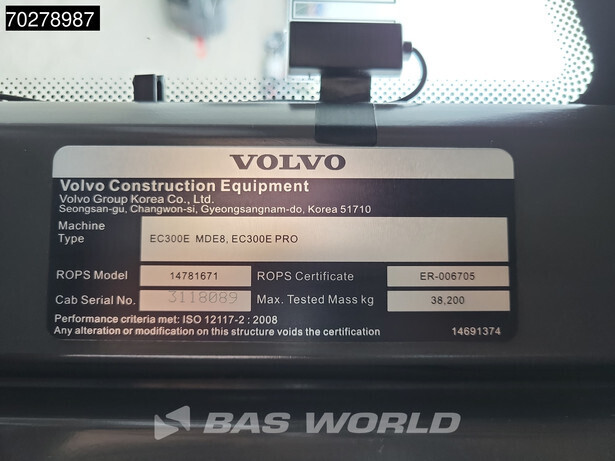 70278987
VOLVO
Volvo Construction Equipment
Volvo Group Korea Co., Ltd.
Seongsan-gu, Changwon-si, Gyeongsangnam-do, Korea 51710
Machine Type EC300E MDE8, EC300E PRO
ROPS Model 14781671 ROPS Certificate ER-006705
Cab Serial No. 3118089 Max. Tested Mass kg 38,200
Performance criteria met: ISO 12117-2 : 2008
Any alteration or modification on this structure voids the certification 14691374
BAS WORLD